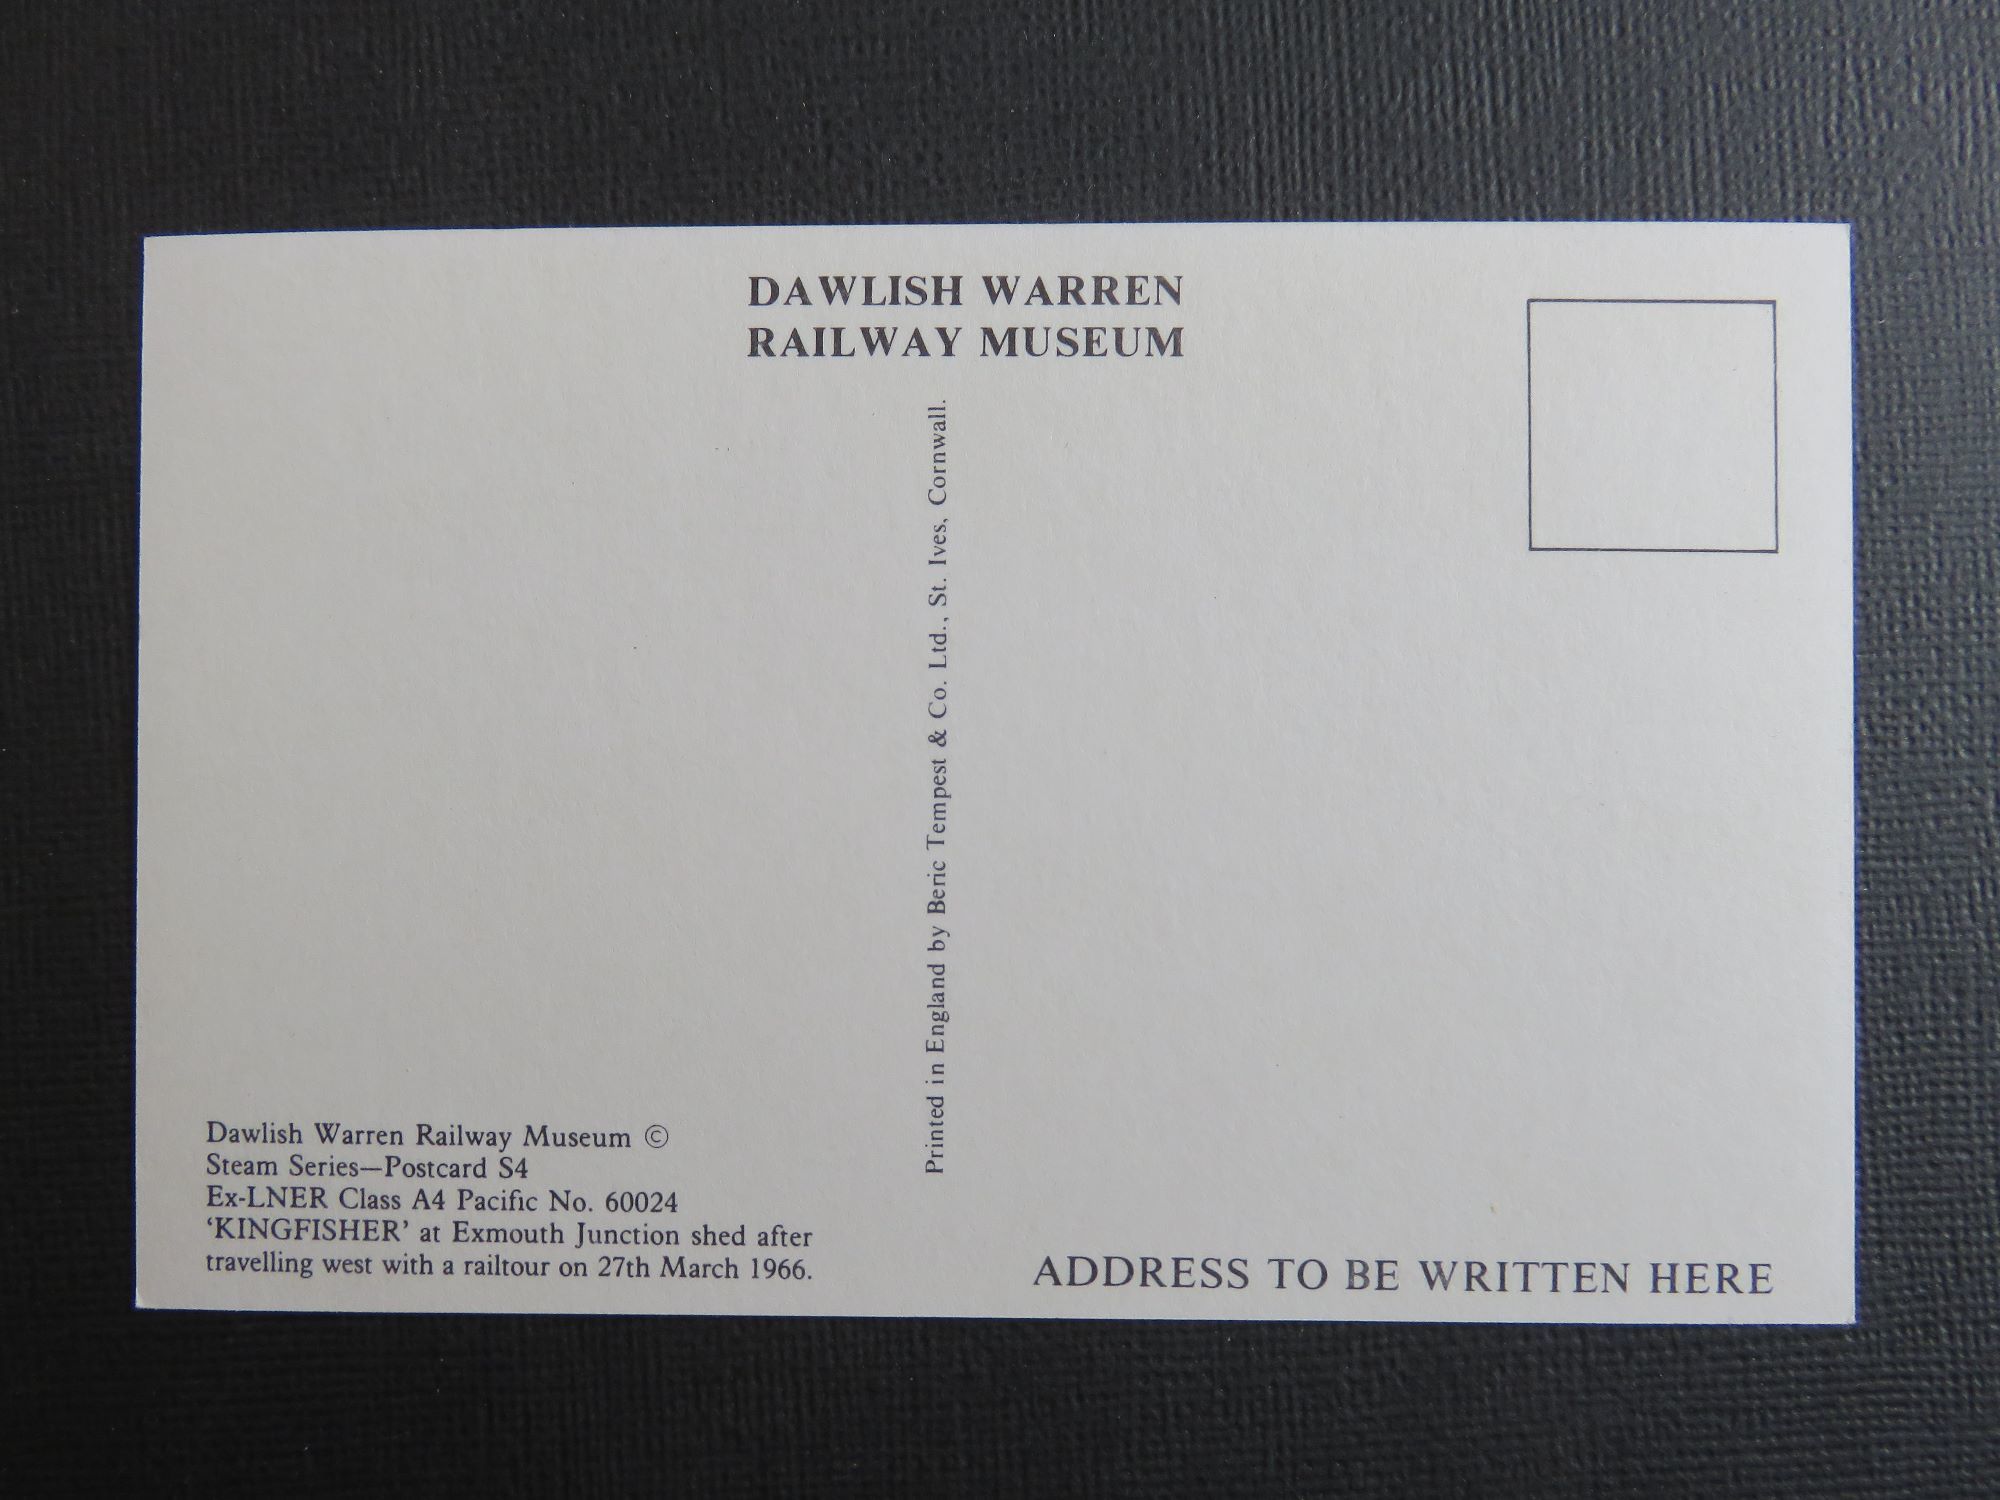 DAWLISH WARREN
RAILWAY MUSEUM
Printed in England by Beric Tempest & Co. Ltd., St. Ives, Cornwall.
Dawlish Warren Railway Museum ©
Steam Series—Postcard S4
Ex-LNER Class A4 Pacific No. 60024
‘KINGFISHER’ at Exmouth Junction shed after
travelling west with a railtour on 27th March 1966.
ADDRESS TO BE WRITTEN HERE